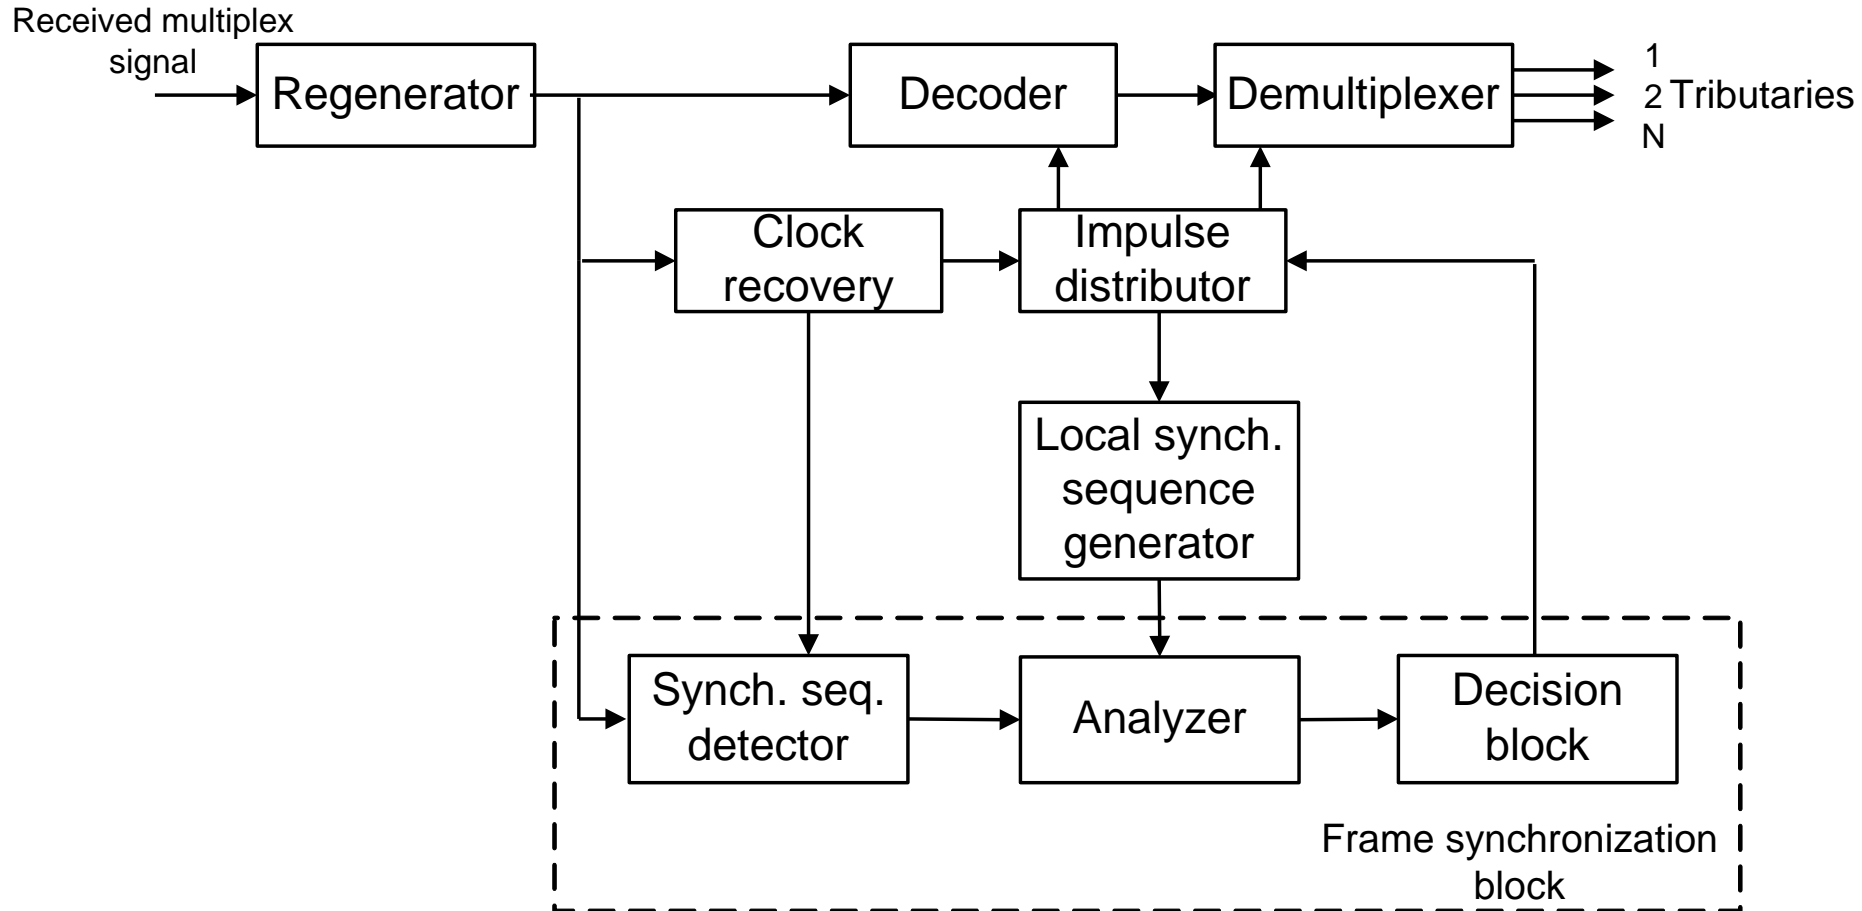 Received multiplex
signal
Regenerator
Decoder
Demultiplexer
1
2 Tributaries
N
Clock
recovery
Impulse
distributor
Local synch.
sequence
generator
Synch. seq.
detector
Analyzer
Decision
block
Frame synchronization
block